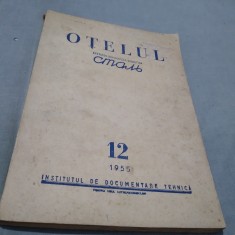 OȚELUL
сталь
12
1955
INSTITUTUL DE DOCUMENTARE TEHNICĂ